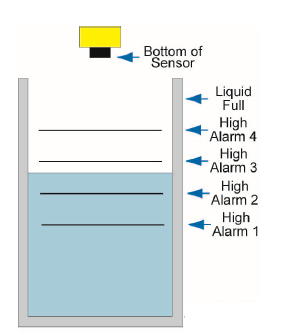 Bottom of
Sensor
Liquid
Full
High
Alarm 4
High
Alarm 3
High
Alarm 2
High
Alarm 1